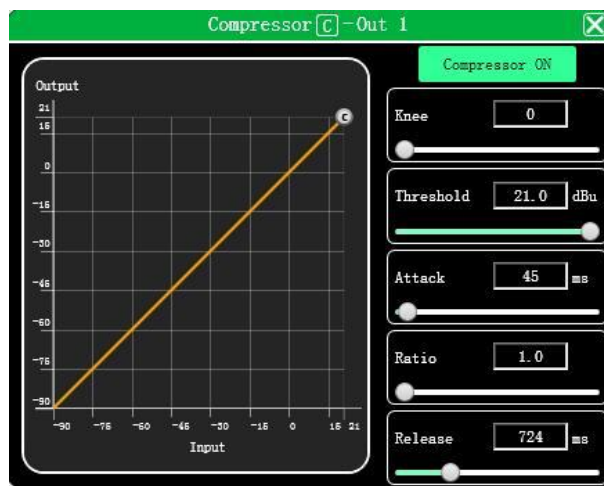 Compressor C -Out 1
Compressor ON
Output
21
15
0
-15
-30
-45
-60
-75
-90
C
-90 -75 -60 -45 -30 -15 0 15 21
Input
Knee 0
Threshold 21.0 dBu
Attack 45 ms
Ratio 1.0
Release 724 ms